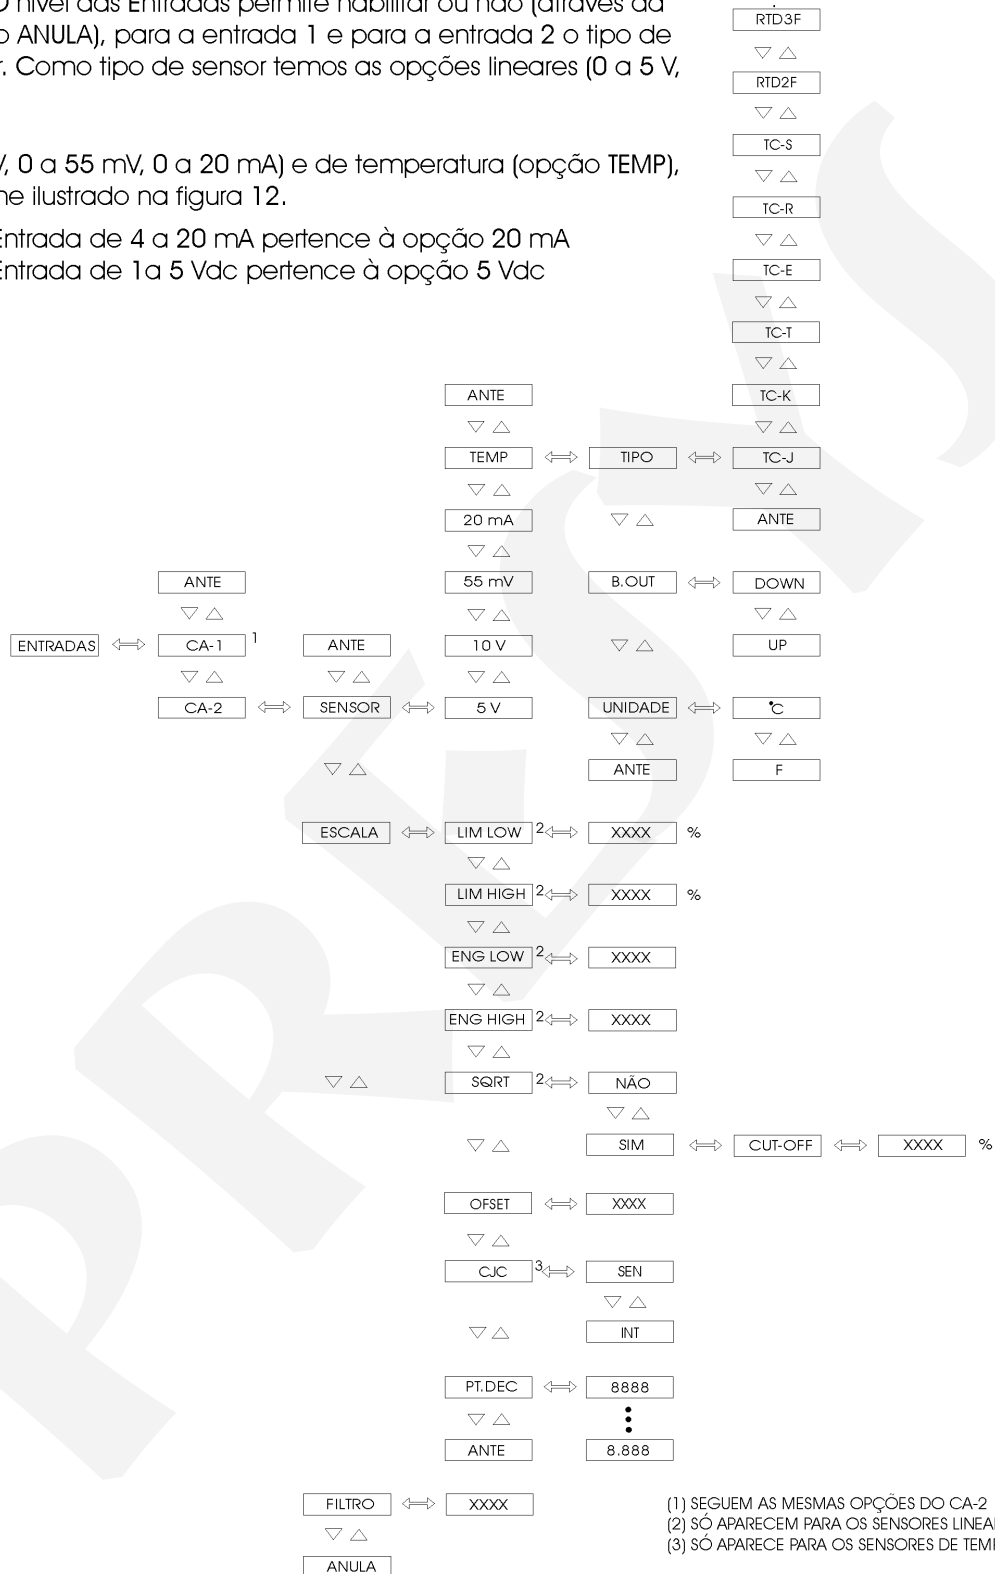 O nível das Entradas permite habilitar ou não (através da
ANULA), para a entrada 1 e para a entrada 2 o tipo de
Como tipo de sensor temos as opções lineares (0 a 5 V,
0 a 55 mV, 0 a 20 mA) e de temperatura (opção TEMP),
ilustrado na figura 12.
Entrada de 4 a 20 mA pertence à opção 20 mA
Entrada de 1a 5 Vdc pertence à opção 5 Vdc
RTD3F
RTD2F
TC-S
TC-R
TC-E
TC-T
ANTE TC-K
TEMP TIPO TC-J
20 mA ANTE
ANTE 55 mV B.OUT DOWN
ENTRADAS CA-1 1 ANTE 10 V UP
CA-2 SENSOR 5 V UNIDADE °C
ANTE F
ESCALA LIM LOW 2 XXXX %
LIM HIGH 2 XXXX %
ENG LOW 2 XXXX
ENG HIGH 2 XXXX
SQRT 2 NÃO
SIM CUT-OFF XXXX %
OFSET XXXX
CJC 3 SEN
INT
PT.DEC 8888
ANTE 8.888
FILTRO XXXX
ANULA
(1) SEGUEM AS MESMAS OPÇÕES DO CA-2
(2) SÓ APARECEM PARA OS SENSORES
(3) SÓ APARECE PARA OS SENSORES DE
PRESYS